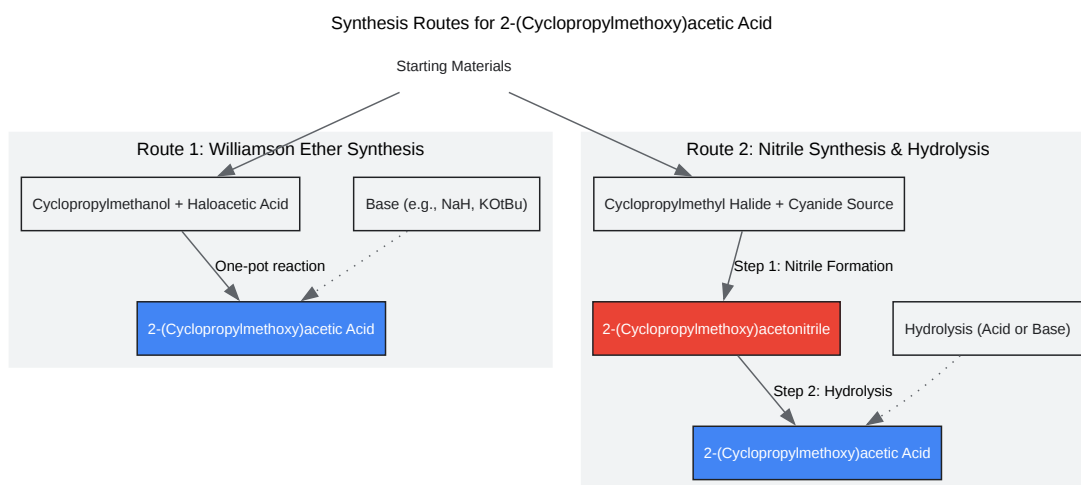 Synthesis Routes for 2-(Cyclopropylmethoxy)acetic Acid
Starting Materials
Route 1: Williamson Ether Synthesis
Cyclopropylmethanol + Haloacetic Acid
Base (e.g., NaH, KOtBu)
One-pot reaction
2-(Cyclopropylmethoxy)acetic Acid
Route 2: Nitrile Synthesis & Hydrolysis
Cyclopropylmethyl Halide + Cyanide Source
Step 1: Nitrile Formation
2-(Cyclopropylmethoxy)acetonitrile
Hydrolysis (Acid or Base)
Step 2: Hydrolysis
2-(Cyclopropylmethoxy)acetic Acid